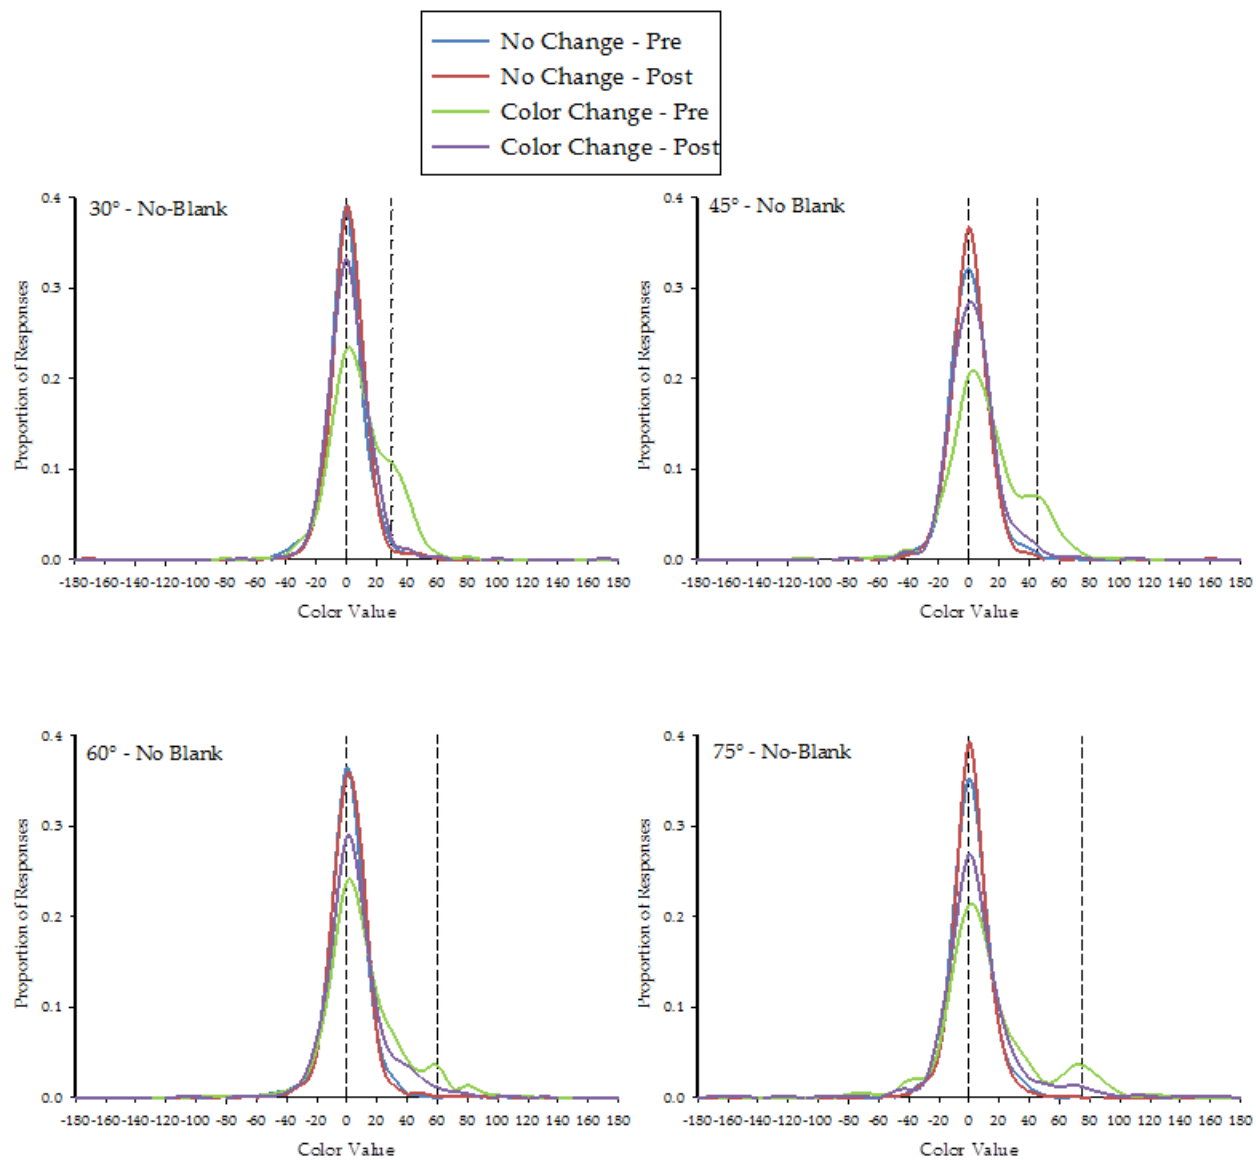 No Change - Pre
No Change - Post
Color Change - Pre
Color Change - Post
30° - No-Blank
0.4
0.3
0.2
0.1
0.0
Proportion of Responses
-180-160-140-120-100 -80 -60 -40 -20 0 20 40 60 80 100 120 140 160 180
Color Value
45° - No Blank
0.4
0.3
0.2
0.1
0.0
Proportion of Responses
-180-160-140-120-100 -80 -60 -40 -20 0 20 40 60 80 100 120 140 160 180
Color Value
60° - No Blank
0.4
0.3
0.2
0.1
0.0
Proportion of Responses
-180-160-140-120-100 -80 -60 -40 -20 0 20 40 60 80 100 120 140 160 180
Color Value
75° - No-Blank
0.4
0.3
0.2
0.1
0.0
Proportion of Responses
-180-160-140-120-100 -80 -60 -40 -20 0 20 40 60 80 100 120 140 160 180
Color Value